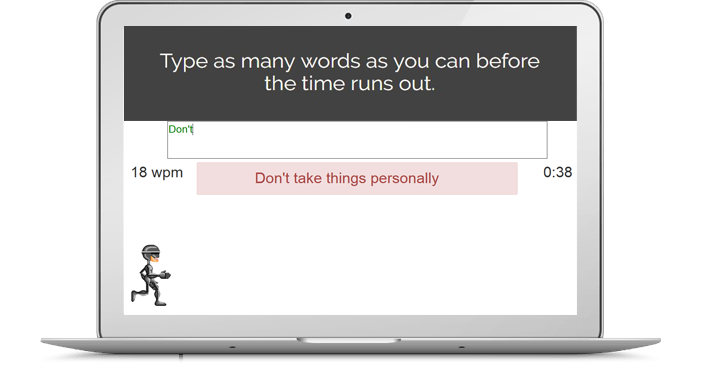 Type as many words as you can before
the time runs out.
Don't
18 wpm
Don't take things personally
0:38